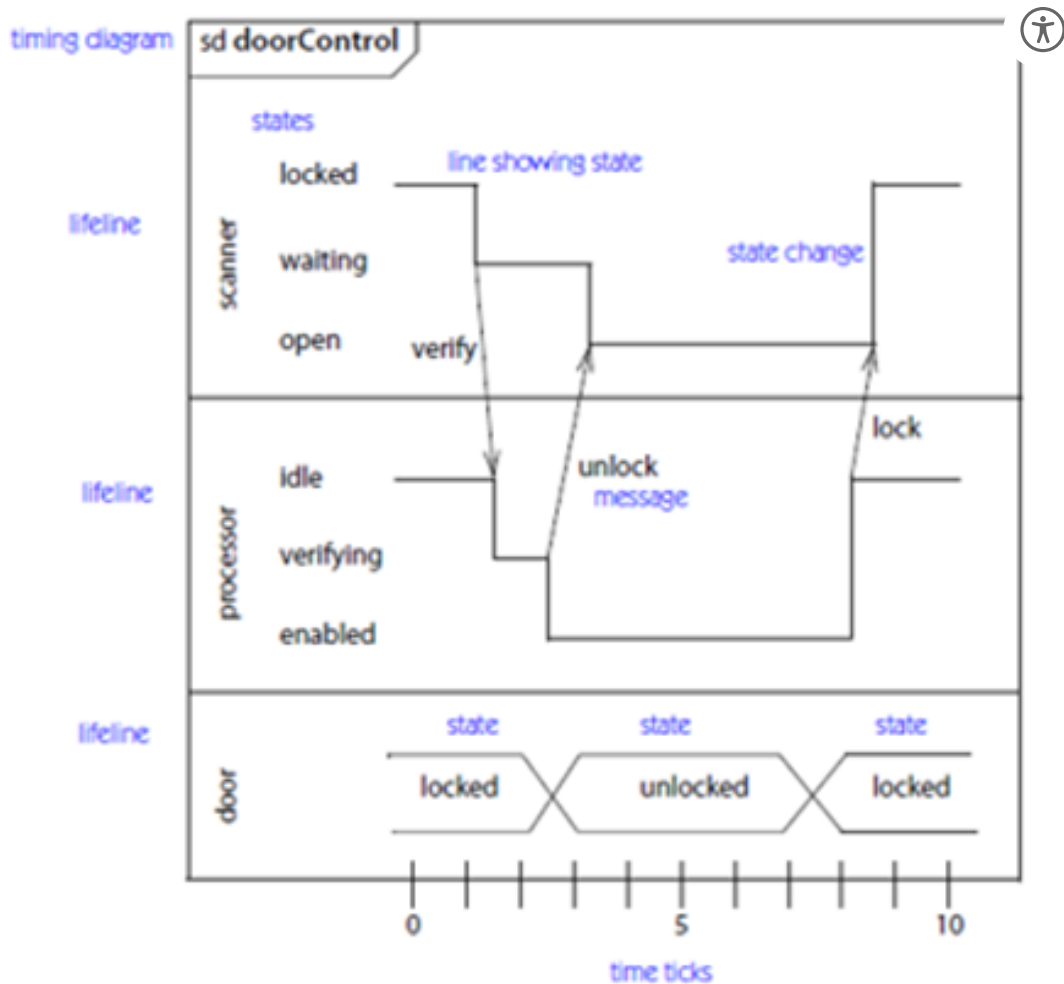 timing diagram
sd doorControl
states
locked
line showing state
lifeline
scanner
waiting
state change
open
verify
lock
idle
unlock
message
lifeline
processor
verifying
enabled
lifeline
state state state
door
locked unlocked locked
0 5 10
time ticks